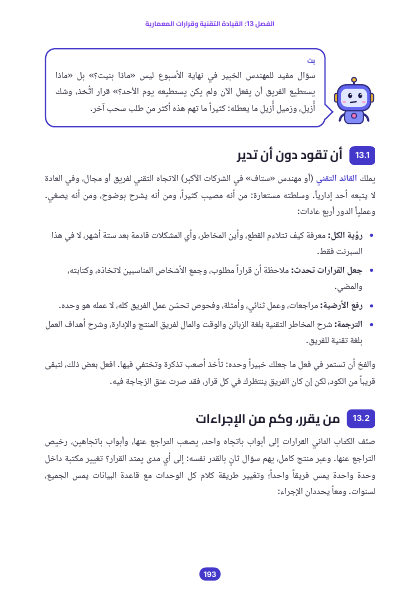 الفصل 13: القيادة التقنية وقرارات المعمارية
بت
سؤال مفيد للمهندس الخبير في نهاية الأسبوع ليس «ماذا بنيت؟» بل «ماذا
يستطيع الفريق أن يفعل الآن ولم يكن يستطيعه يوم الأحد؟» قرار اتُّخذ، وشك
أُزيل، وزميل أُزيل ما يعطله: كثيراً ما تهم هذه أكثر من طلب سحب آخر.
13.1 أن تقود دون أن تدير
يملك القائد التقني (أو مهندس «ستاف» في الشركات الأكبر) الاتجاه التقني لفريق أو مجال، وفي العادة
لا يتبعه أحد إدارياً. وسلطته مستعارة: من أنه مصيب كثيراً، ومن أنه يشرح بوضوح، ومن أنه يصغي.
وعملياً الدور أربع عادات:
• رؤية الكل: معرفة كيف تتلاءم القطع، وأين المخاطر، وأي المشكلات قادمة بعد ستة أشهر، لا في هذا
السبرنت فقط.
• جعل القرارات تحدث: ملاحظة أن قراراً مطلوب، وجمع الأشخاص المناسبين لاتخاذه، وكتابته،
والمضي.
• رفع الأرضية: مراجعات، وعمل ثنائي، وأمثلة، وفحوص تحسّن عمل الفريق كله، لا عمله هو وحده.
• الترجمة: شرح المخاطر التقنية بلغة الزبائن والوقت والمال لفريق المنتج والإدارة، وشرح أهداف العمل
بلغة تقنية للفريق.
والفخ أن تستمر في فعل ما جعلك خبيراً وحده: تأخذ أصعب تذكرة وتختفي فيها. افعل بعض ذلك، لتبقى
قريباً من الكود، لكن إن كان الفريق ينتظرك في كل قرار، فقد صرت عنق الزجاجة فيه.
13.2 من يقرر، وكم من الإجراءات
صنّف الكتاب الثاني القرارات إلى أبواب باتجاه واحد، يصعب التراجع عنها، وأبواب باتجاهين، رخيص
التراجع عنها. وعبر منتج كامل، يهم سؤال ثانٍ بالقدر نفسه: إلى أي مدى يمتد القرار؟ تغيير مكتبة داخل
وحدة واحدة يمس فريقاً واحداً؛ وتغيير طريقة كلام كل الوحدات مع قاعدة البيانات يمس الجميع،
لسنوات. ومعاً يحددان الإجراء:
193